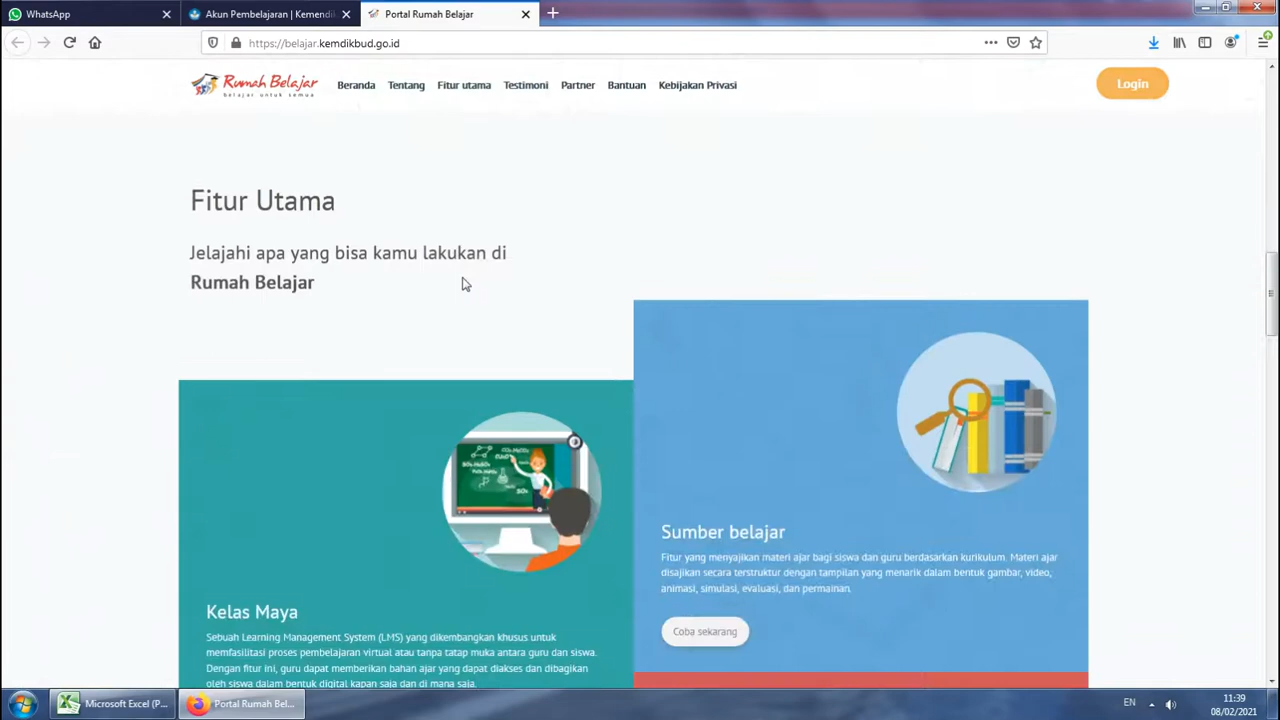 WhatsApp
Akun Pembelajaran | Kemendik
Portal Rumah Belajar
https://belajar.kemdikbud.go.id
Rumah Belajar
belajar untuk semua
Beranda Tentang Fitur utama Testimoni Partner Bantuan Kebijakan Privasi
Login
Fitur Utama
Jelajahi apa yang bisa kamu lakukan di
Rumah Belajar
Sumber belajar
Fitur yang menyajikan materi ajar bagi siswa dan guru berdasarkan kurikulum. Materi ajar
disajikan secara terstruktur dengan tampilan yang menarik dalam bentuk gambar, video,
animasi, simulasi, evaluasi, dan permainan.
Coba sekarang
Kelas Maya
Sebuah Learning Management System (LMS) yang dikembangkan khusus untuk
memfasilitasi proses pembelajaran virtual atau tanpa tatap muka antara guru dan siswa.
Dengan fitur ini, guru dapat memberikan bahan ajar yang dapat diakses dan dibagikan
oleh siswa dalam bentuk digital kapan saja dan di mana saja.
Microsoft Excel (P...
Portal Rumah Bel...
EN
11:39
08/02/2021